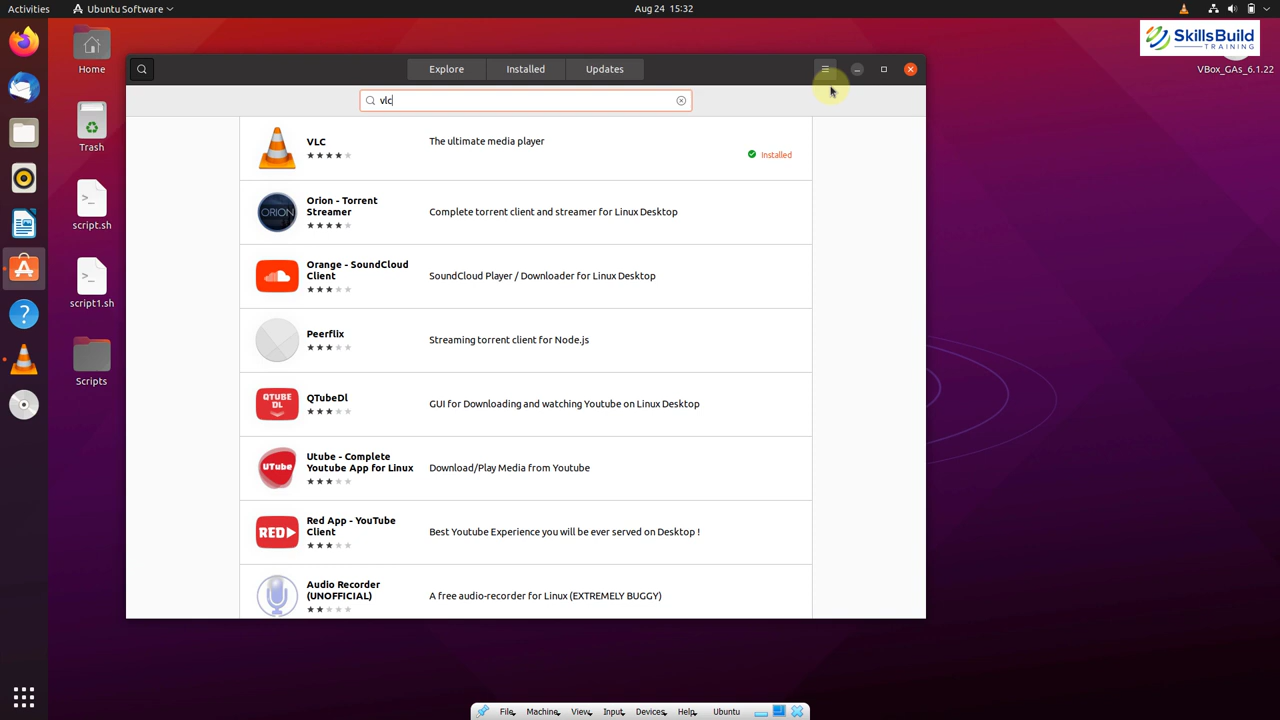 Activities
Ubuntu Software
Aug 24 15:32
SkillsBuild
TRAINING
Home
Trash
script.sh
script1.sh
Scripts
VBox_GAs_6.1.22
Explore
Installed
Updates
vlc
VLC
The ultimate media player
Installed
Orion - Torrent
Streamer
ORION
Complete torrent client and streamer for Linux Desktop
Orange - SoundCloud
Client
SoundCloud Player / Downloader for Linux Desktop
Peerflix
Streaming torrent client for Node.js
QTUBE
DL
QTubeDl
GUI for Downloading and watching Youtube on Linux Desktop
UTube
Utube - Complete
Youtube App for Linux
Download/Play Media from Youtube
RED
Red App - YouTube
Client
Best Youtube Experience you will be ever served on Desktop !
Audio Recorder
(UNOFFICIAL)
A free audio-recorder for Linux (EXTREMELY BUGGY)
File
Machine
View
Input
Devices
Help
Ubuntu